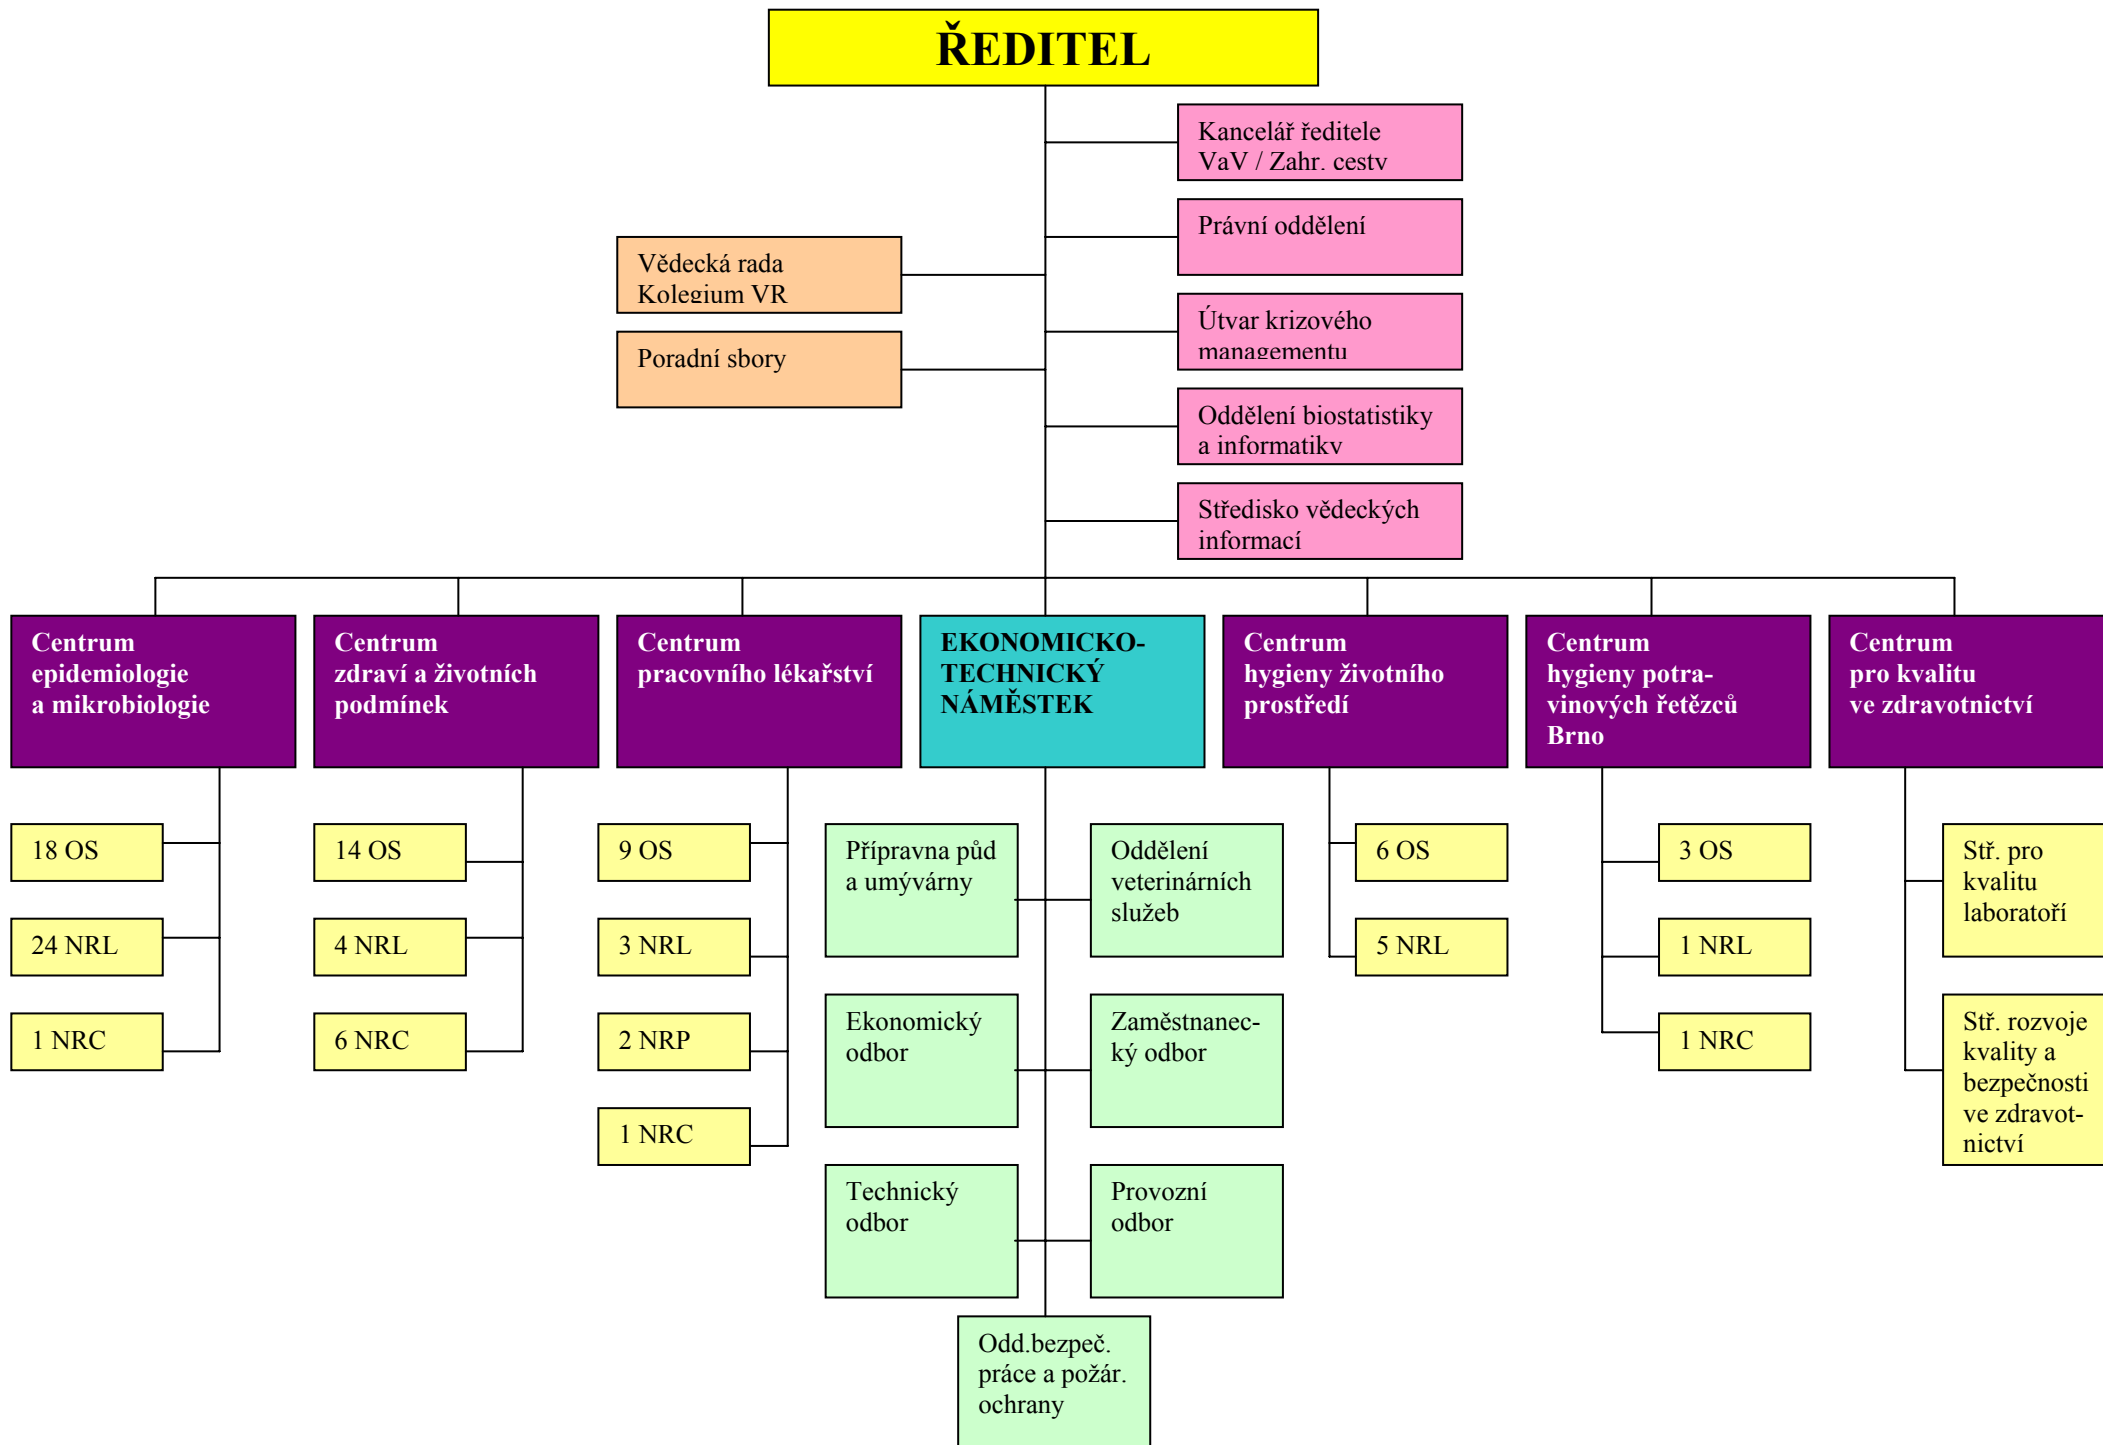 ŘEDITEL
Kancelář ředitele
VaV / Zahr. cesty
Právní oddělení
Vědecká rada
Kolegium VR
Útvar krizového
managementu
Poradní sbory
Oddělení biostatistiky
a informatiky
Středisko vědeckých
informací
Centrum
epidemiologie
a mikrobiologie
Centrum
zdraví a životních
podmínek
Centrum
pracovního lékařství
EKONOMICKO-
TECHNICKÝ
NÁMĚSTEK
Centrum
hygieny životního
prostředí
Centrum
hygieny potra-
vinových řetězců
Brno
Centrum
pro kvalitu
ve zdravotnictví
18 OS
24 NRL
1 NRC
14 OS
4 NRL
6 NRC
9 OS
3 NRL
2 NRP
1 NRC
Přípravna půd
a umývárny
Oddělení
veterinárních
služeb
Ekonomický
odbor
Zaměstnanec-
ký odbor
Technický
odbor
Provozní
odbor
Odd.bezpeč.
práce a požár.
ochrany
6 OS
5 NRL
3 OS
1 NRL
1 NRC
Stř. pro
kvalitu
laboratoří
Stř. rozvoje
kvality a
bezpečnosti
ve zdravot-
nictví